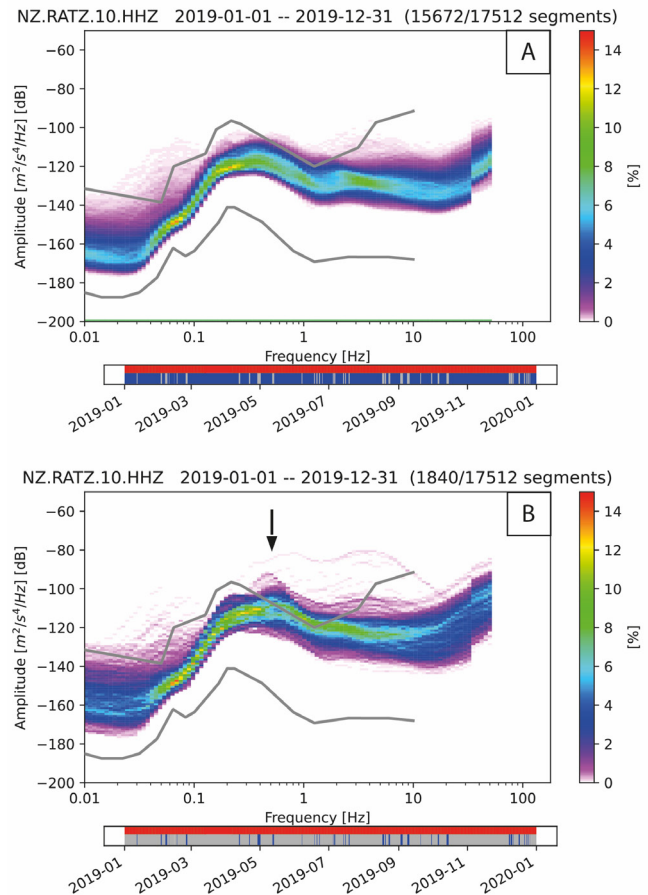 NZ.RATZ.10.HHZ 2019-01-01 -- 2019-12-31 (15672/17512 segments)
A
−60
−80
−100
−120
−140
−160
−180
−200
Amplitude [m²/s⁴/Hz] [dB]
0.01 0.1 1 10 100
Frequency [Hz]
14
12
10
8
6
4
2
0
[%]
2019-01 2019-03 2019-05 2019-07 2019-09 2019-11 2020-01
NZ.RATZ.10.HHZ 2019-01-01 -- 2019-12-31 (1840/17512 segments)
B
−60
−80
−100
−120
−140
−160
−180
−200
Amplitude [m²/s⁴/Hz] [dB]
0.01 0.1 1 10 100
Frequency [Hz]
14
12
10
8
6
4
2
0
[%]
2019-01 2019-03 2019-05 2019-07 2019-09 2019-11 2020-01